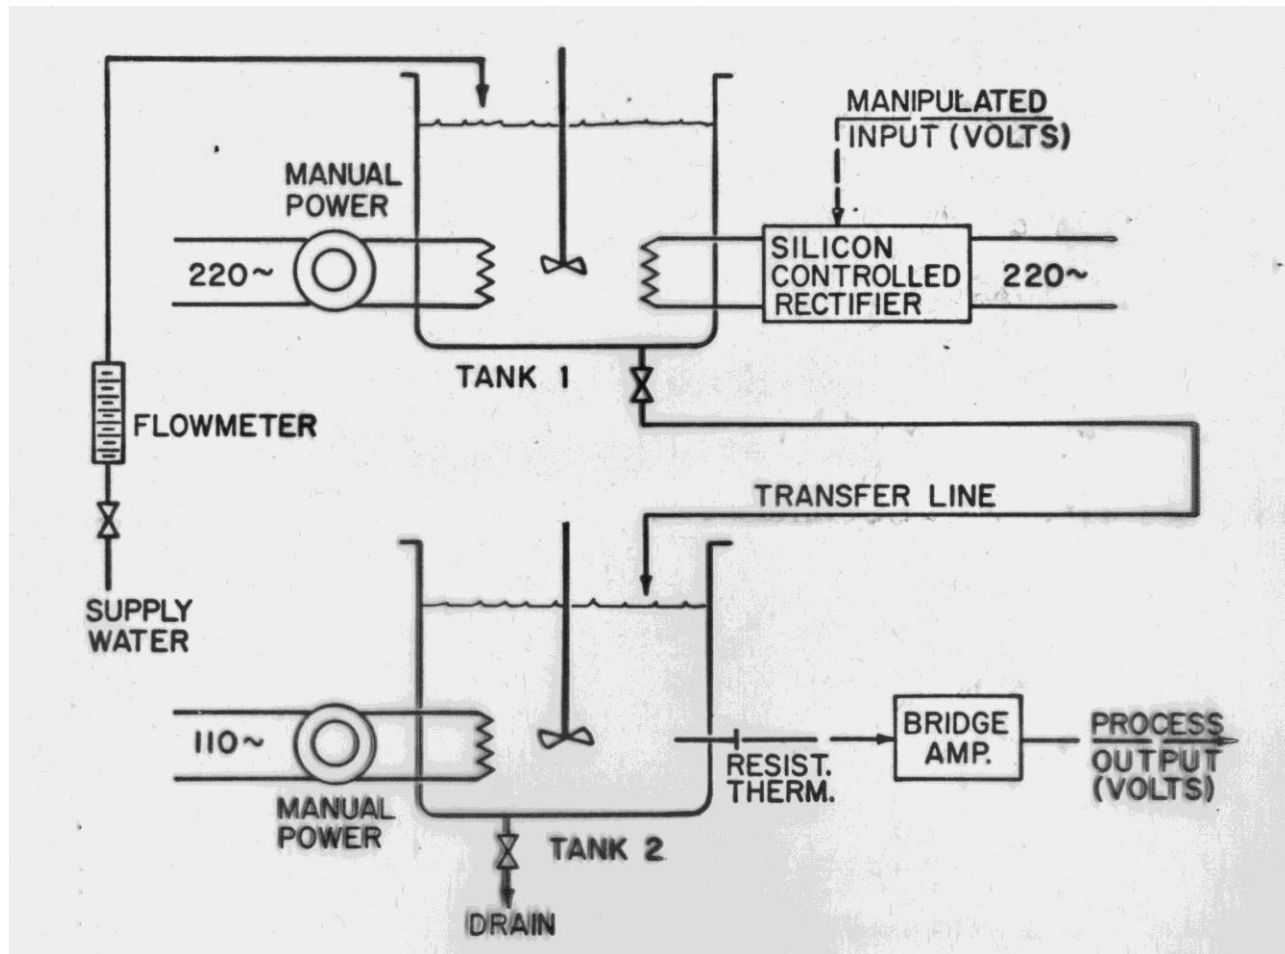 MANIPULATED
INPUT (VOLTS)
MANUAL
POWER
220~
SILICON
CONTROLLED
RECTIFIER
220~
TANK 1
FLOWMETER
TRANSFER LINE
SUPPLY
WATER
110~
MANUAL
POWER
RESIST.
THERM.
BRIDGE
AMP.
PROCESS
OUTPUT
(VOLTS)
TANK 2
DRAIN